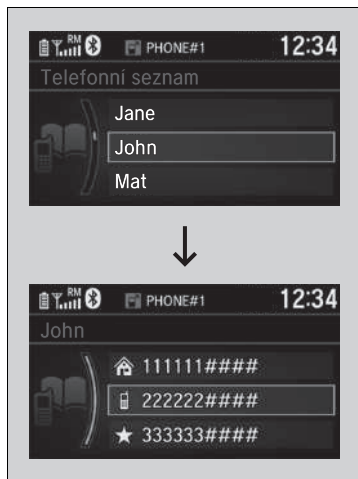 RM PHONE#1 12:34
Telefonní seznam
Jane
John
Mat
RM PHONE#1 12:34
John
111111####
222222####
333333####